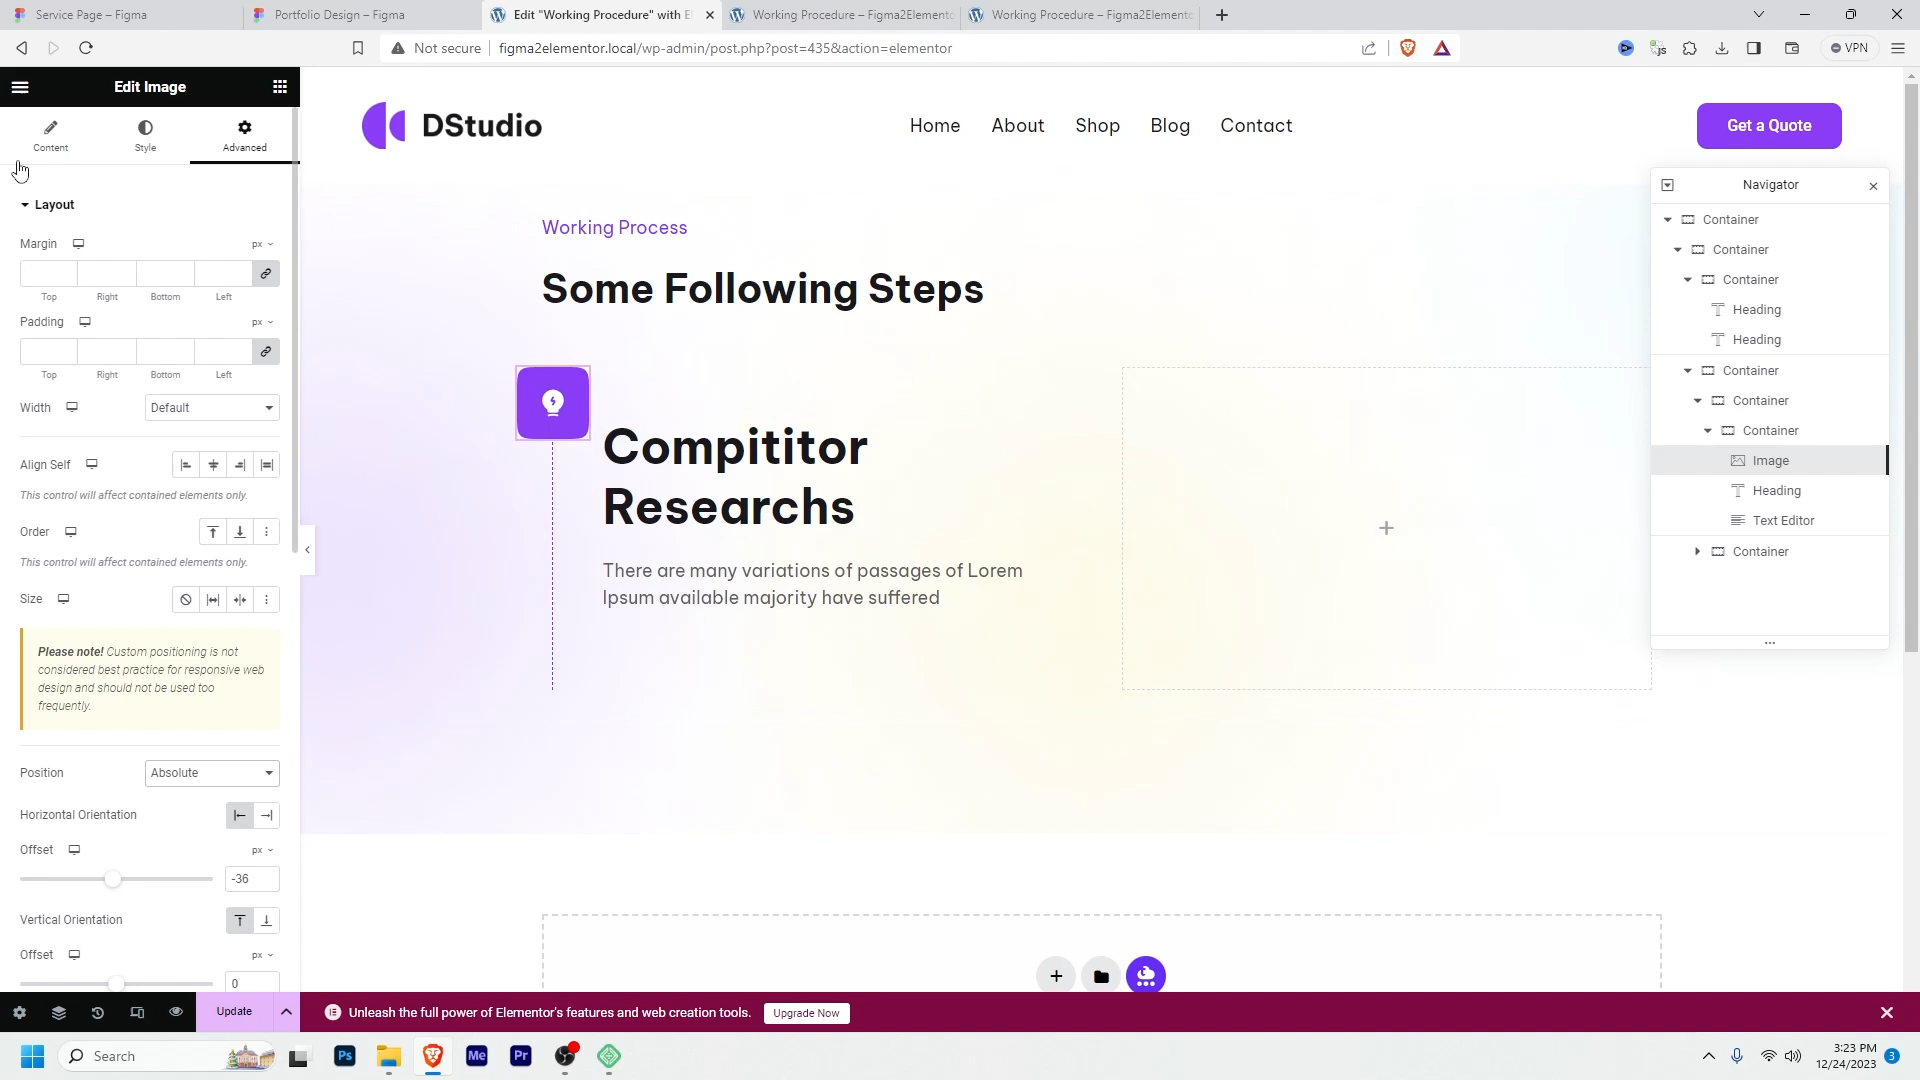 Service Page – Figma
Portfolio Design – Figma
Edit "Working Procedure" with E
Working Procedure – Figma2Elemento
Working Procedure – Figma2Elemento
Not secure
figma2elementor.local/wp-admin/post.php?post=435&action=elementor
VPN
Edit Image
Content
Style
Advanced
Layout
Margin
px
Top Right Bottom Left
Padding
px
Top Right Bottom Left
Width
Default
Align Self
This control will affect contained elements only.
Order
This control will affect contained elements only.
Size
Please note! Custom positioning is not
considered best practice for responsive web
design and should not be used too
frequently.
Position
Absolute
Horizontal Orientation
Offset
px
-36
Vertical Orientation
Offset
px
0
Update
DStudio
Home
About
Shop
Blog
Contact
Get a Quote
Working Process
Some Following Steps
Compititor
Researchs
There are many variations of passages of Lorem
Ipsum available majority have suffered
Navigator
Container
Container
Container
Heading
Heading
Container
Container
Container
Image
Heading
Text Editor
Container
Unleash the full power of Elementor's features and web creation tools.
Upgrade Now
Search
Ps
Me
Pr
3:23 PM
12/24/2023
3